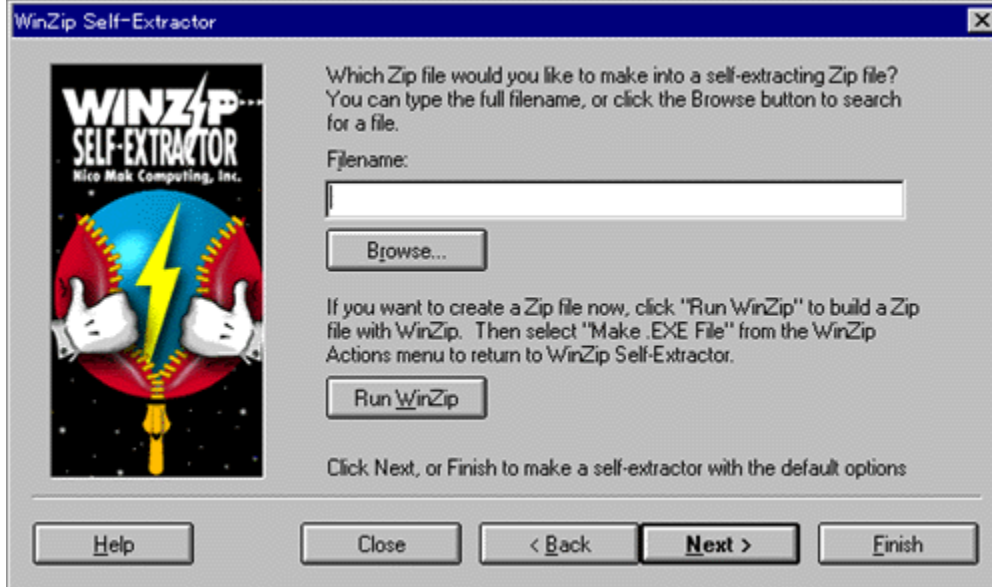 WinZip Self-Extractor
WINZIP
SELF-EXTRACTOR
Nico Mak Computing, Inc.
Which Zip file would you like to make into a self-extracting Zip file?
You can type the full filename, or click the Browse button to search
for a file.
Filename:
Browse...
If you want to create a Zip file now, click "Run WinZip" to build a Zip
file with WinZip. Then select "Make .EXE File" from the WinZip
Actions menu to return to WinZip Self-Extractor.
Run WinZip
Click Next, or Finish to make a self-extractor with the default options
Help
Close
< Back
Next >
Finish